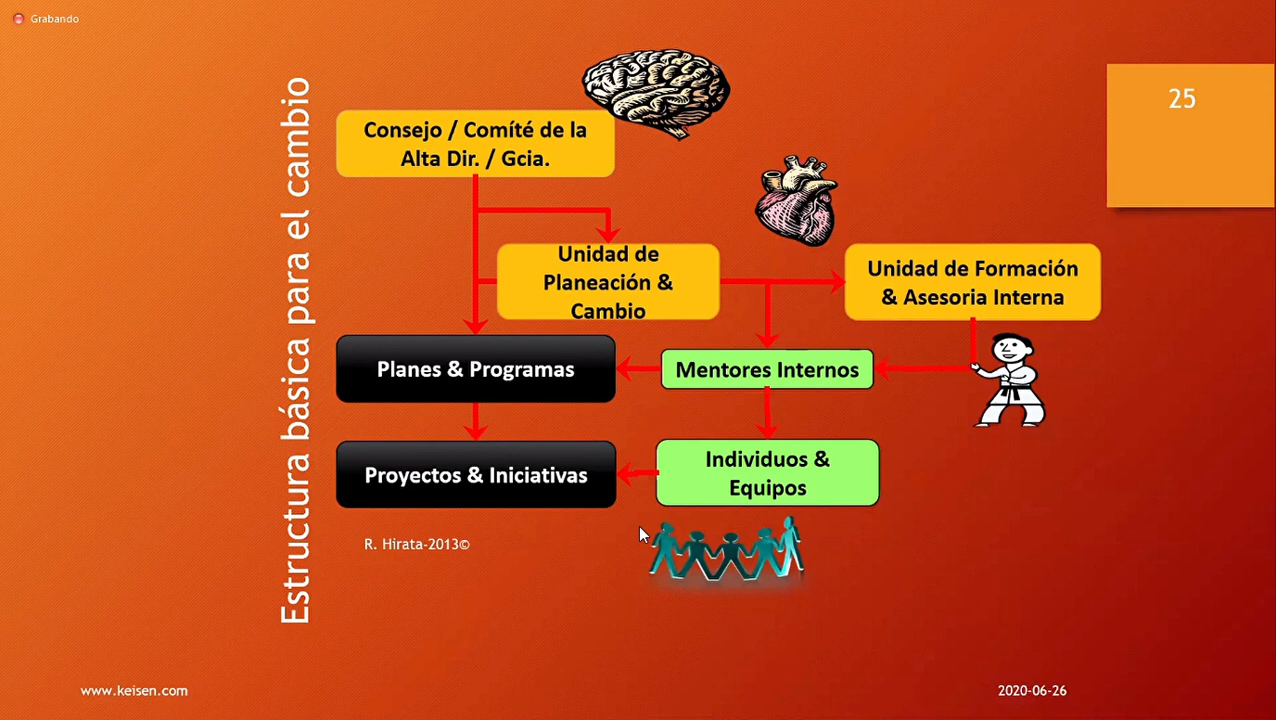 Grabando
25
Estructura básica para el cambio
Consejo / Comíté de la
Alta Dir. / Gcia.
Unidad de
Planeación &
Cambio
Unidad de Formación
& Asesoria Interna
Planes & Programas
Mentores Internos
Proyectos & Iniciativas
Individuos &
Equipos
R. Hirata-2013©
www.keisen.com
2020-06-26